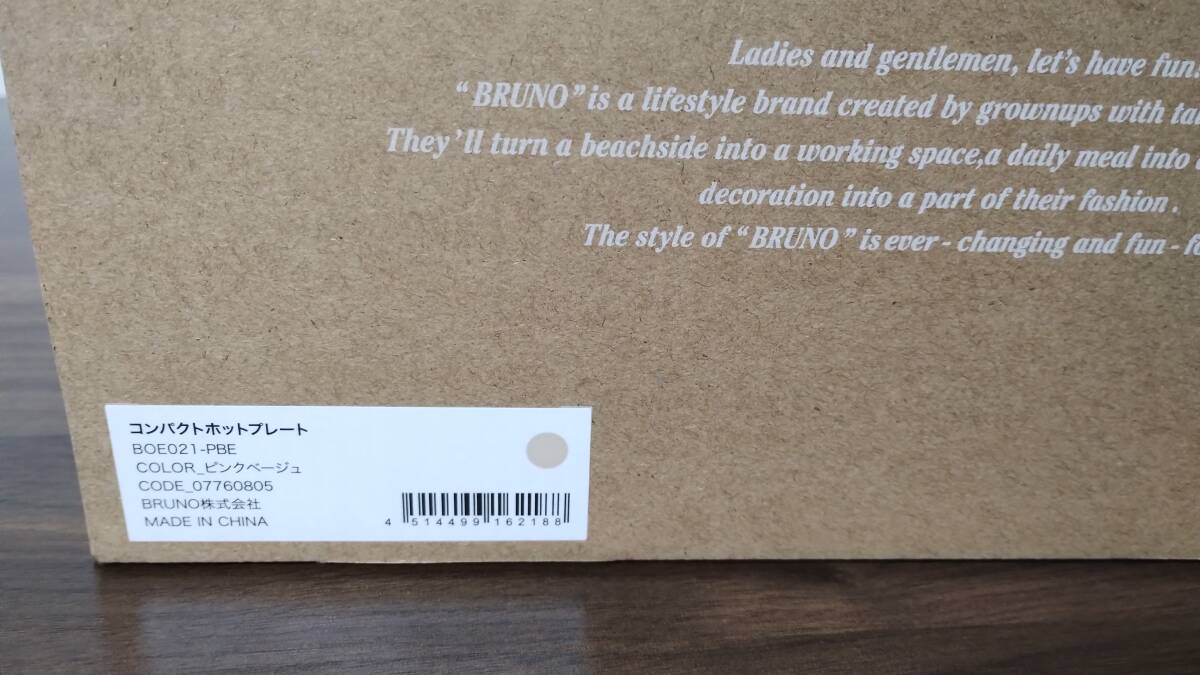 Ladies and gentlemen, let's have fun
“BRUNO” is a lifestyle brand created by grownups with
They'll turn a beachside into a working space,a daily meal into
decoration into a part of their fashion .
The style of “BRUNO” is ever - changing and fun -
コンパクトホットプレート
BOE021-PBE
COLOR_ピンクベージュ
CODE_07760805
BRUNO株式会社
MADE IN CHINA
4 514499 162188